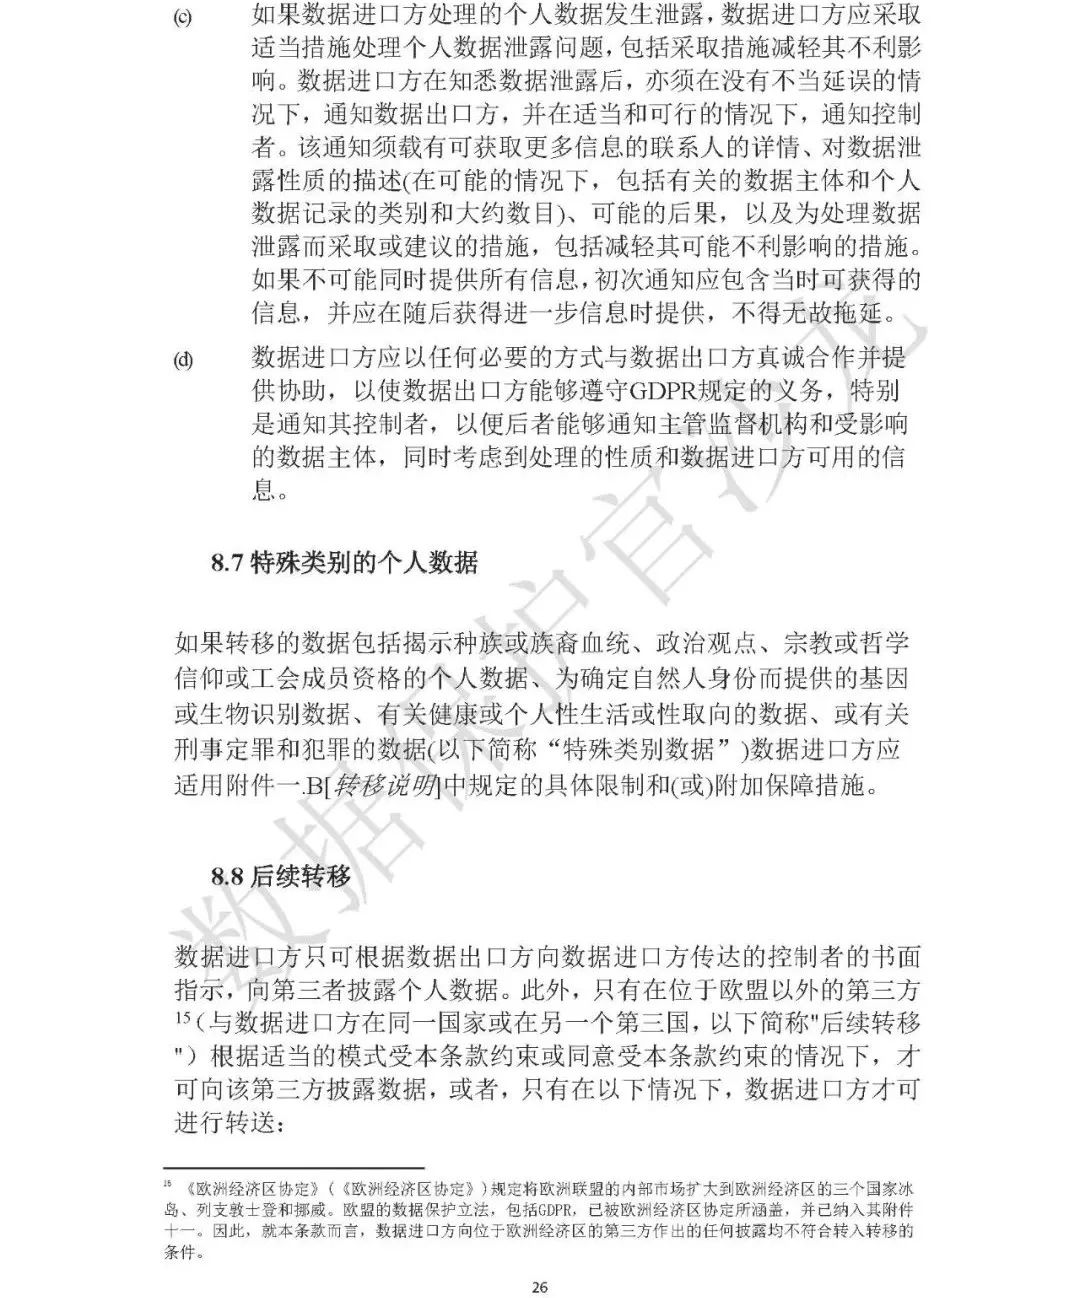 (c) 如果数据进口方处理的个人数据发生泄露，数据进口方应采取
适当措施处理个人数据泄露问题，包括采取措施减轻其不利影
响。数据进口方在知悉数据泄露后，亦须在没有不当延误的情
况下，通知数据出口方，并在适当和可行的情况下，通知控制
者。该通知须载有可获取更多信息的联系人的详情、对数据泄
露性质的描述(在可能的情况下，包括有关的数据主体和个人
数据记录的类别和大约数目)、可能的后果，以及为处理数据
泄露而采取或建议的措施，包括减轻其可能不利影响的措施。
如果不可能同时提供所有信息，初次通知应包含当时可获得的
信息，并应在随后获得进一步信息时提供，不得无故拖延。
(d) 数据进口方应以任何必要的方式与数据出口方真诚合作并提
供协助，以使数据出口方能够遵守GDPR规定的义务，特别
是通知其控制者，以便后者能够通知主管监督机构和受影响
的数据主体，同时考虑到处理的性质和数据进口方可用的信
息。
8.7 特殊类别的个人数据
如果转移的数据包括揭示种族或族裔血统、政治观点、宗教或哲学
信仰或工会成员资格的个人数据、为确定自然人身份而提供的基因
或生物识别数据、有关健康或个人性生活或性取向的数据、或有关
刑事定罪和犯罪的数据(以下简称“特殊类别数据”)数据进口方应
适用附件一.B[转移说明]中规定的具体限制和(或)附加保障措施。
8.8 后续转移
数据进口方只可根据数据出口方向数据进口方传达的控制者的书面
指示，向第三者披露个人数据。此外，只有在位于欧盟以外的第三方
15（与数据进口方在同一国家或在另一个第三国，以下简称"后续转移
"）根据适当的模式受本条款约束或同意受本条款约束的情况下，才
可向该第三方披露数据，或者，只有在以下情况下，数据进口方才可
进行转送：
15 《欧洲经济区协定》(《欧洲经济区协定》)规定将欧洲联盟的内部市场扩大到欧洲经济区的三个国家冰
岛、列支敦士登和挪威。欧盟的数据保护立法，包括GDPR，已被欧洲经济区协定所涵盖，并已纳入其附件
十一。因此，就本条款而言，数据进口方向位于欧洲经济区的第三方作出的任何披露均不符合转入转移的
条件。
26
数据保护官沙龙